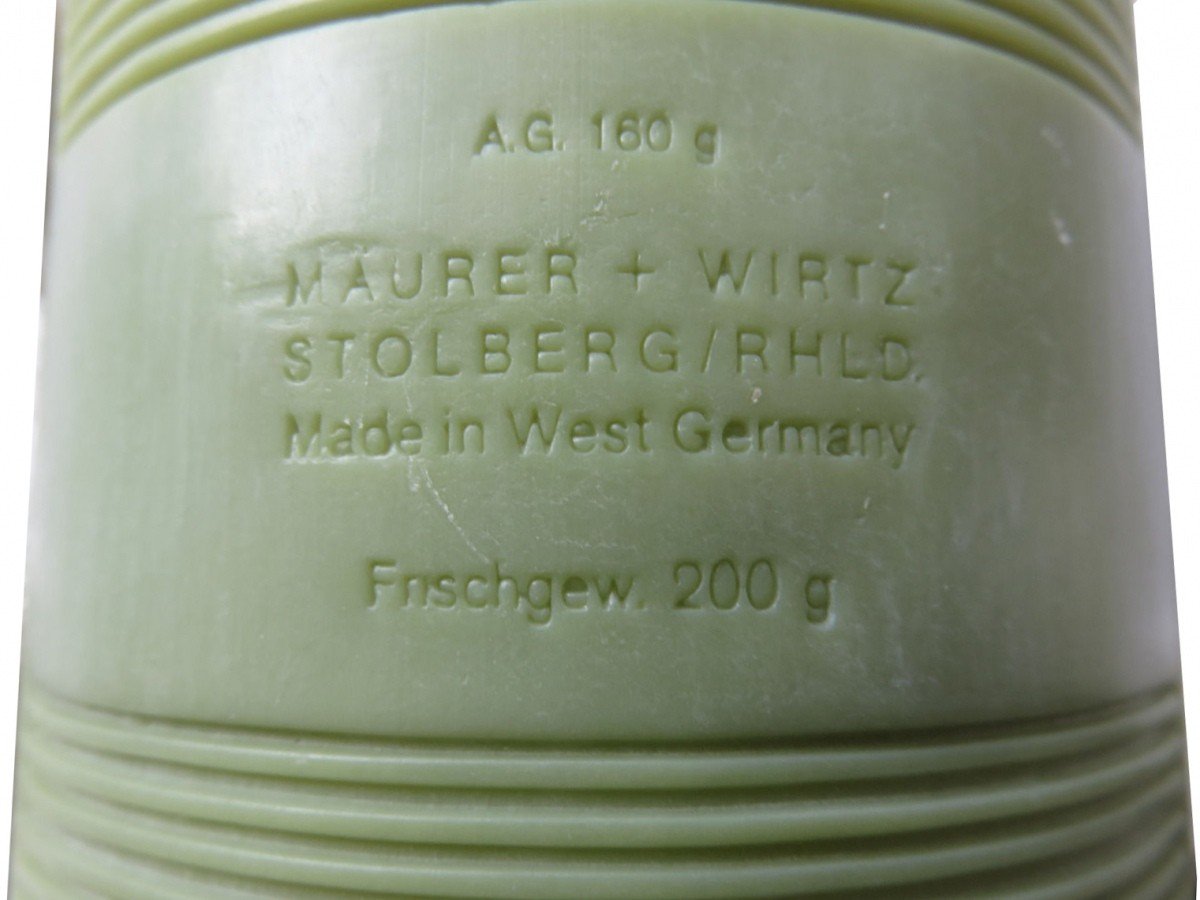 A.G. 160 g
MAURER + WIRTZ
STOLBERG/RHLD.
Made in West Germany
Frischgew. 200 g